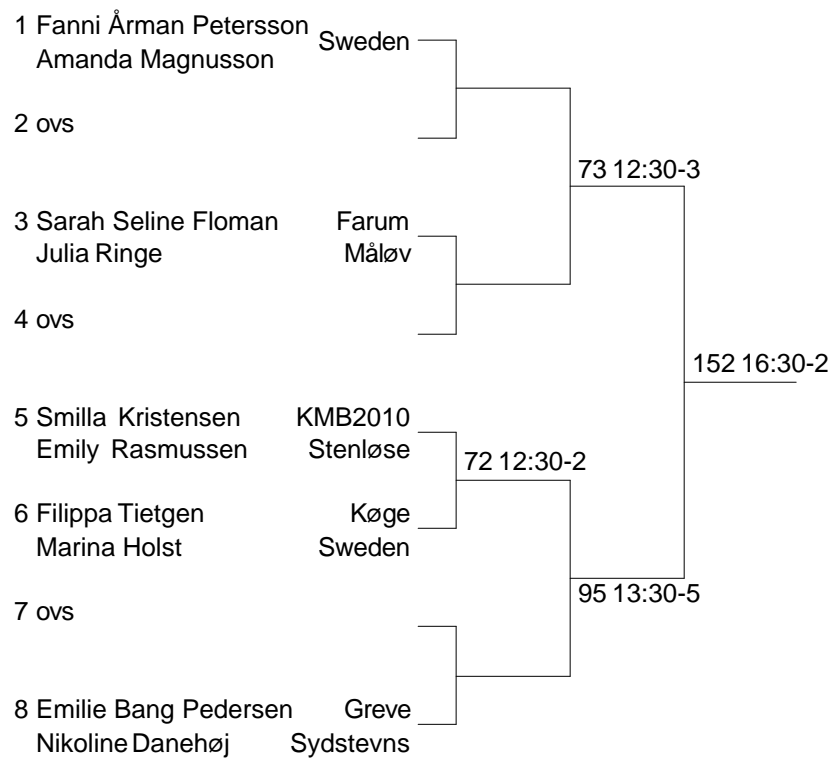 1 Fanni Årman Petersson Sweden
Amanda Magnusson
2 ovs
73 12:30-3
3 Sarah Seline Floman Farum
Julia Ringe Måløv
4 ovs
152 16:30-2
5 Smilla Kristensen KMB2010
Emily Rasmussen Stenløse
72 12:30-2
6 Filippa Tietgen Køge
Marina Holst Sweden
95 13:30-5
7 ovs
8 Emilie Bang Pedersen Greve
Nikoline Danehøj Sydstevns